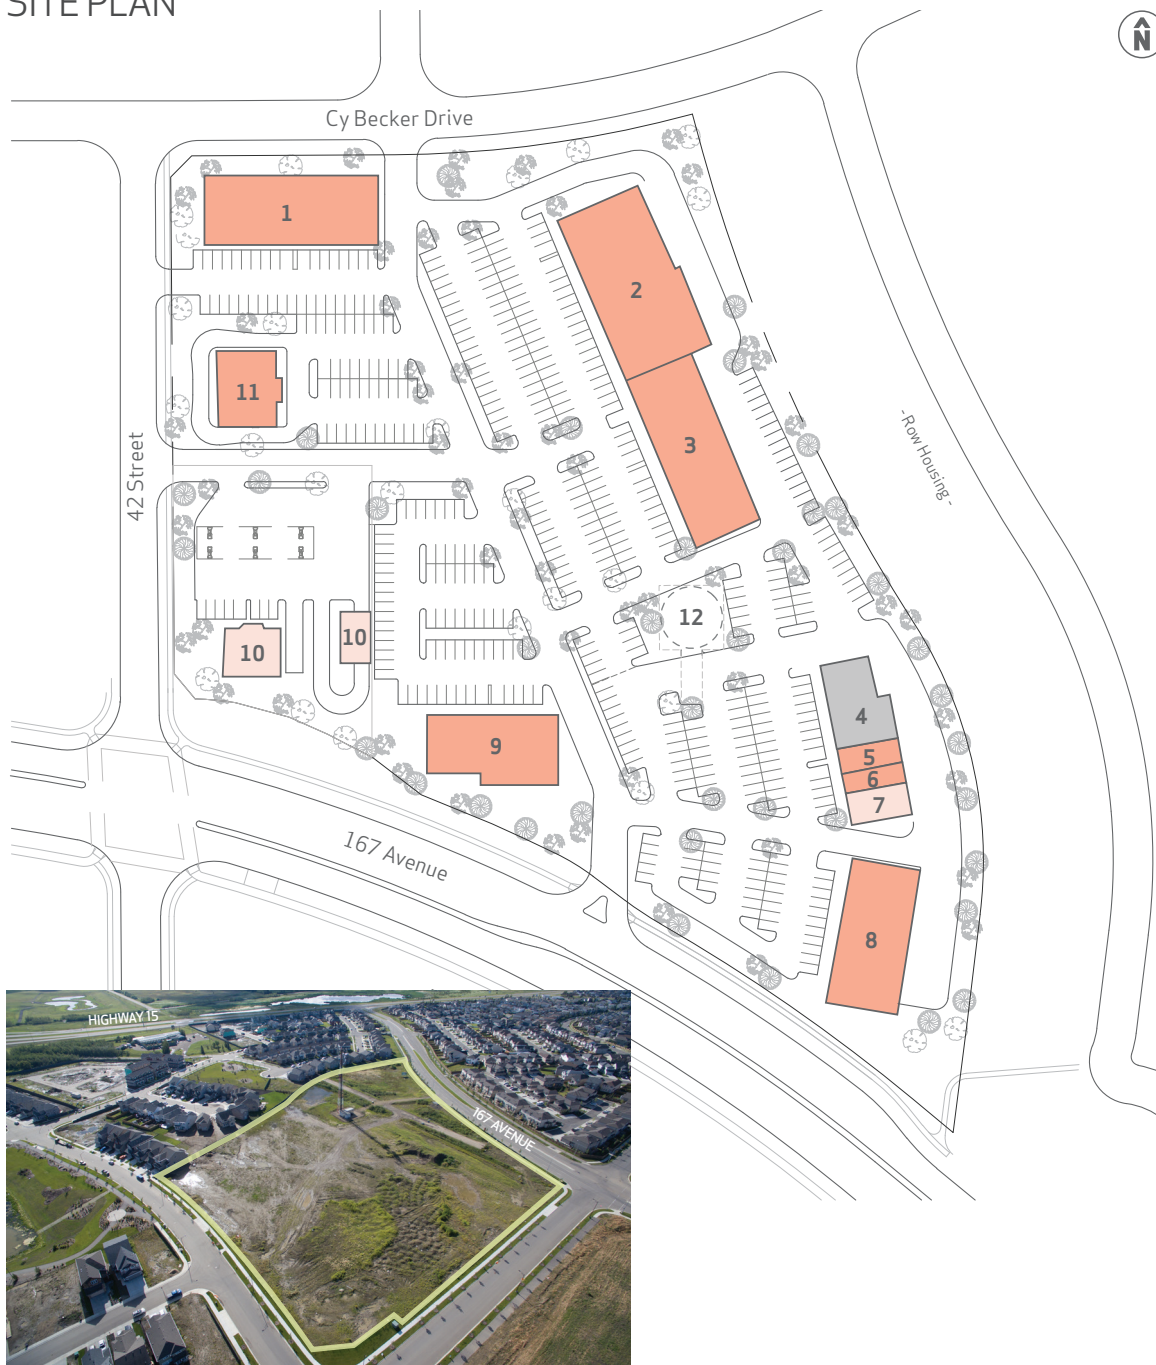 SITE PLAN
N
Cy Becker Drive
1
2
11
3
- Row Housing -
42 Street
12
10
10
4
9
5
6
7
167 Avenue
8
HIGHWAY 15
167 AVENUE